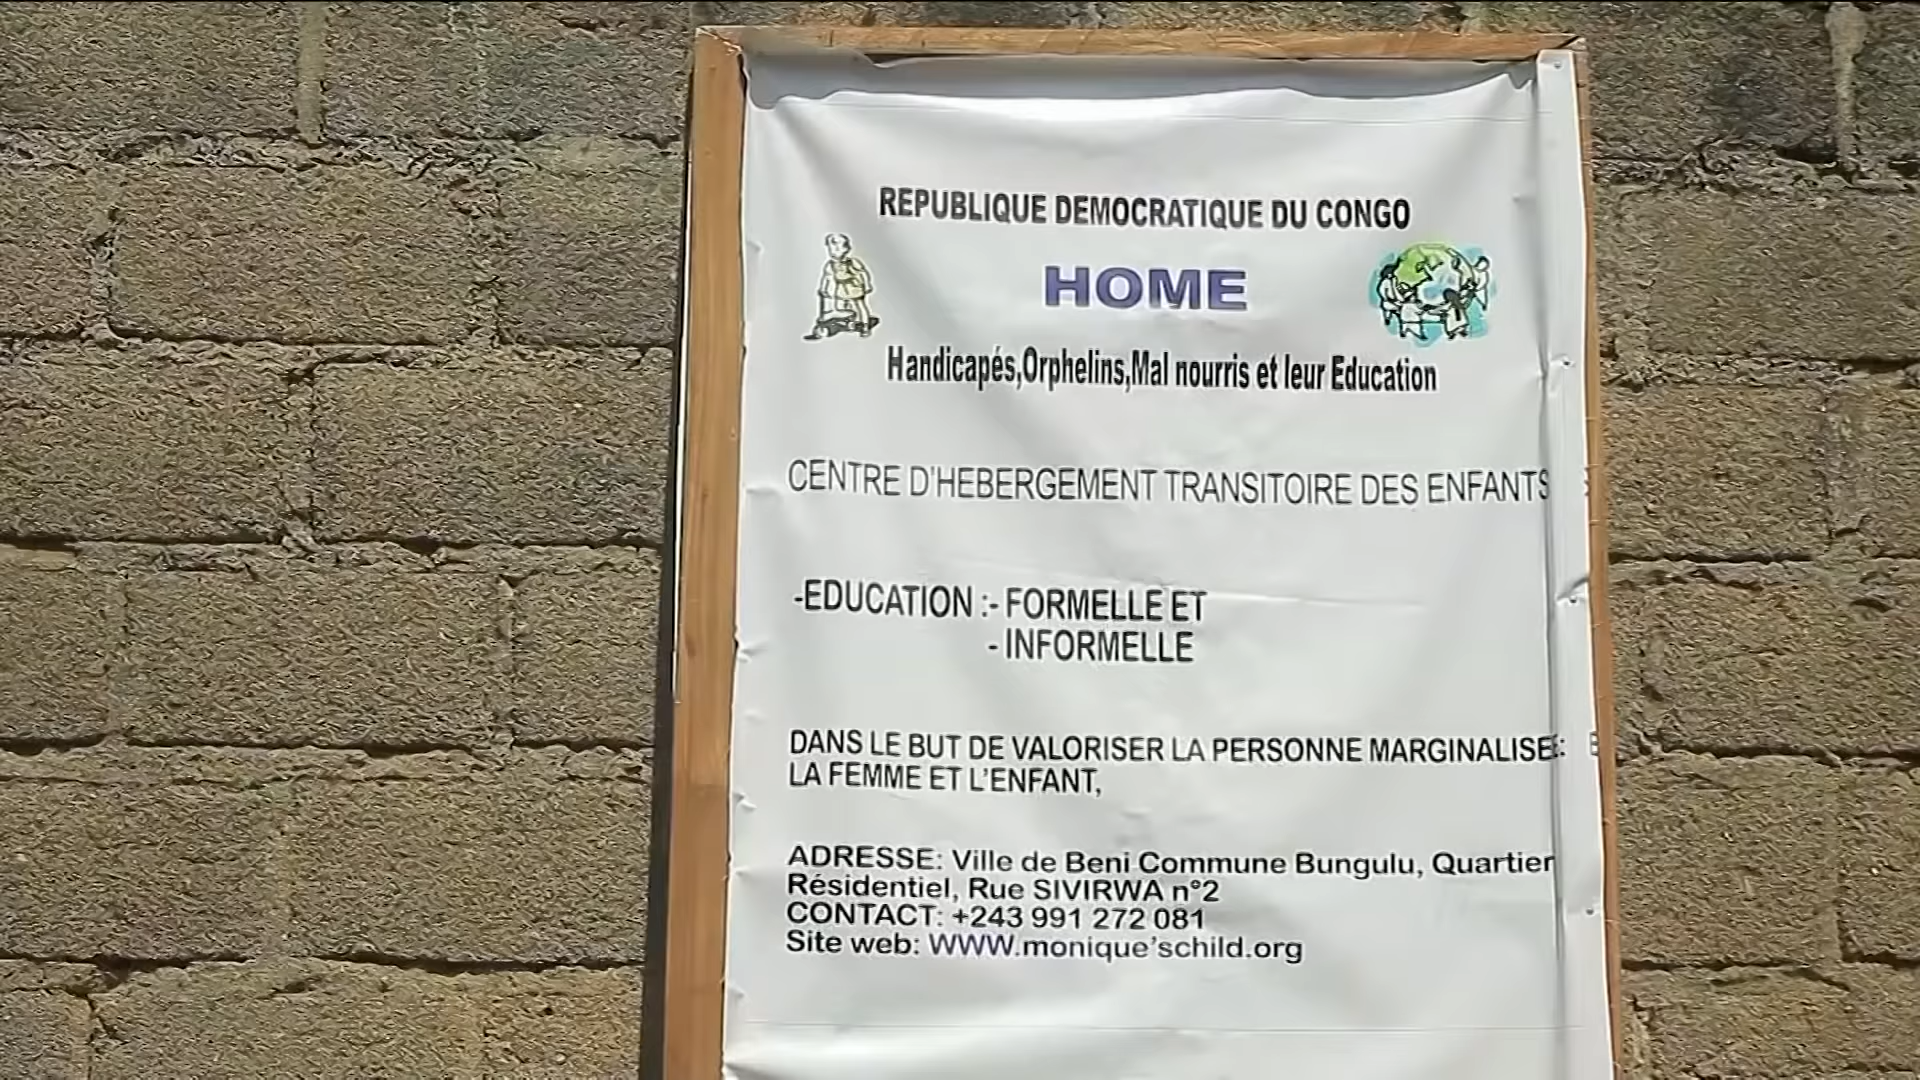 REPUBLIQUE DEMOCRATIQUE DU CONGO
HOME
Handicapés,Orphelins,Mal nourris et leur Education
CENTRE D'HEBERGEMENT TRANSITOIRE DES ENFANTS
-EDUCATION :- FORMELLE ET
- INFORMELLE
DANS LE BUT DE VALORISER LA PERSONNE MARGINALISEE:
LA FEMME ET L'ENFANT,
ADRESSE: Ville de Beni Commune Bungulu, Quartier
Résidentiel, Rue SIVIRWA n°2
CONTACT: +243 991 272 081
Site web: WWW.monique'schild.org